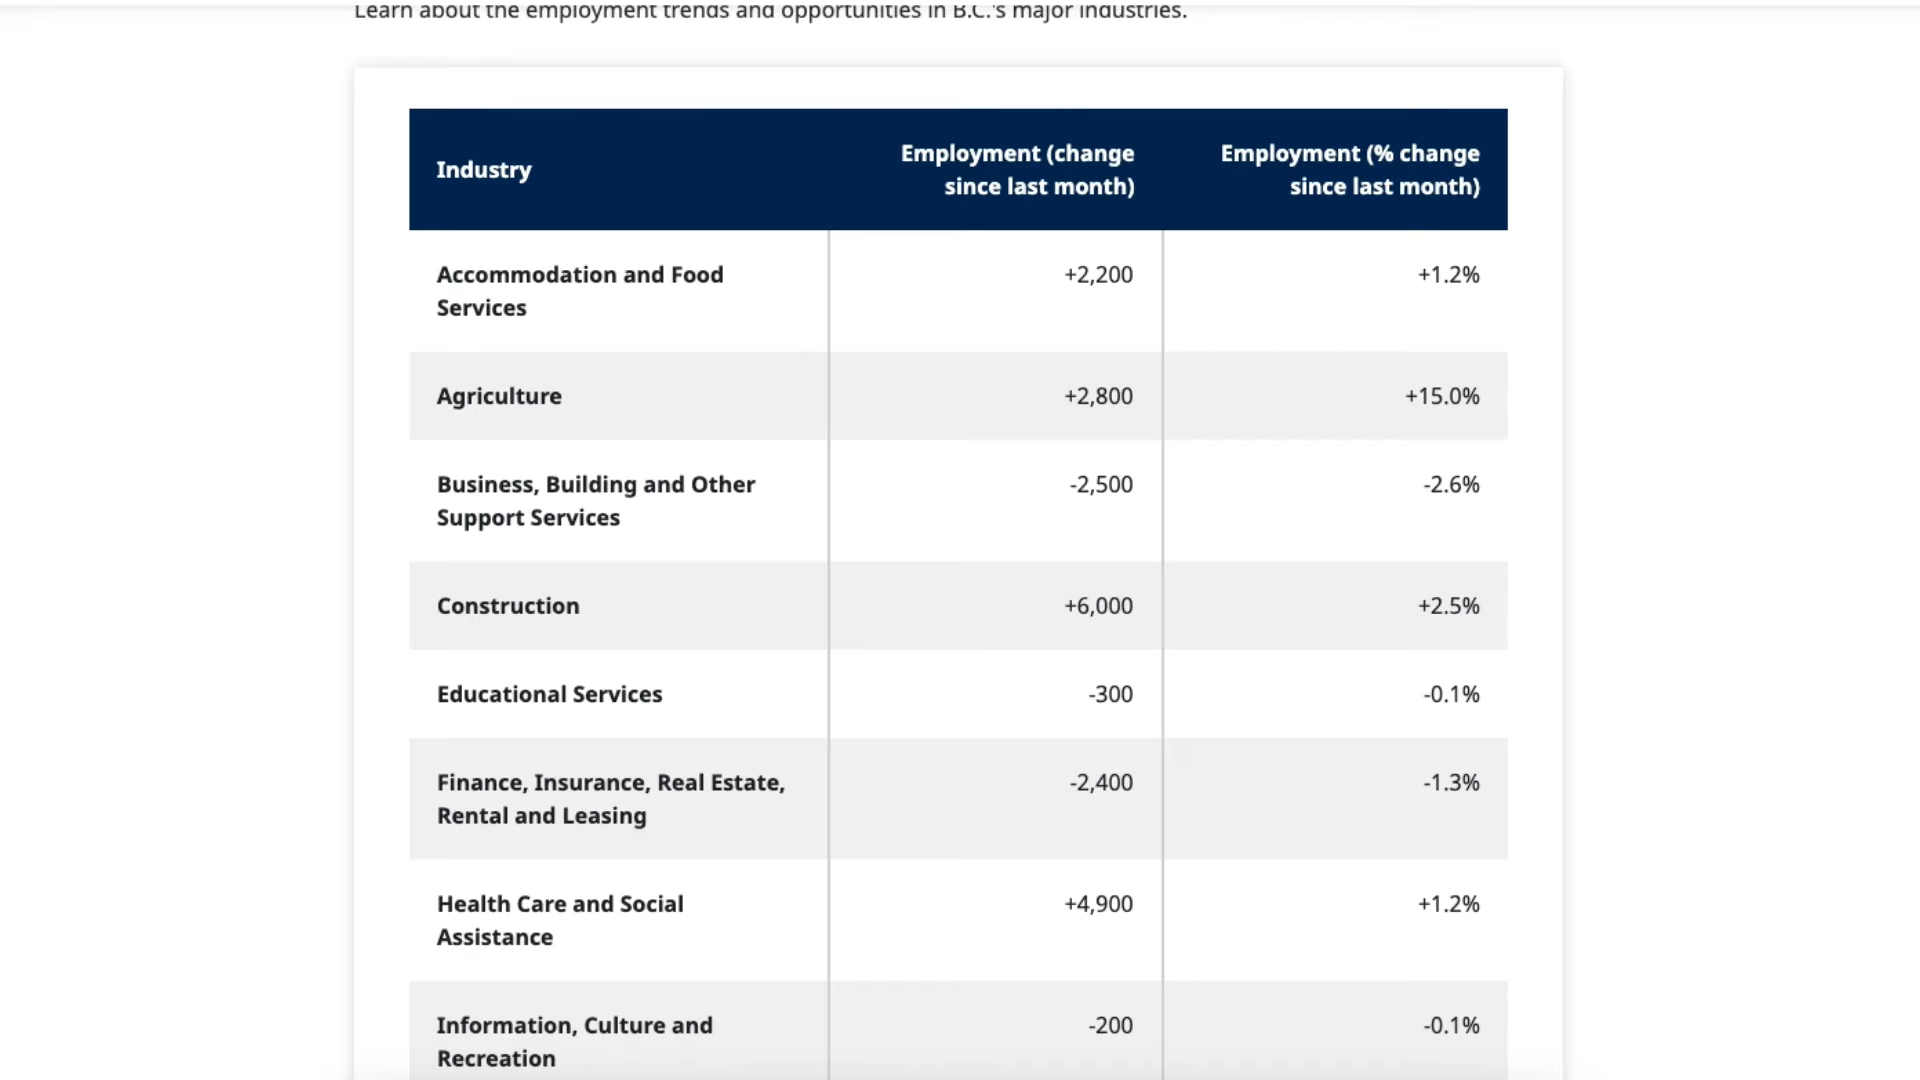 Learn about the employment trends and opportunities in B.C.'s major industries.
Industry
Employment (change
since last month)
Employment (% change
since last month)
Accommodation and Food
Services
+2,200
+1.2%
Agriculture
+2,800
+15.0%
Business, Building and Other
Support Services
-2,500
-2.6%
Construction
+6,000
+2.5%
Educational Services
-300
-0.1%
Finance, Insurance, Real Estate,
Rental and Leasing
-2,400
-1.3%
Health Care and Social
Assistance
+4,900
+1.2%
Information, Culture and
Recreation
-200
-0.1%